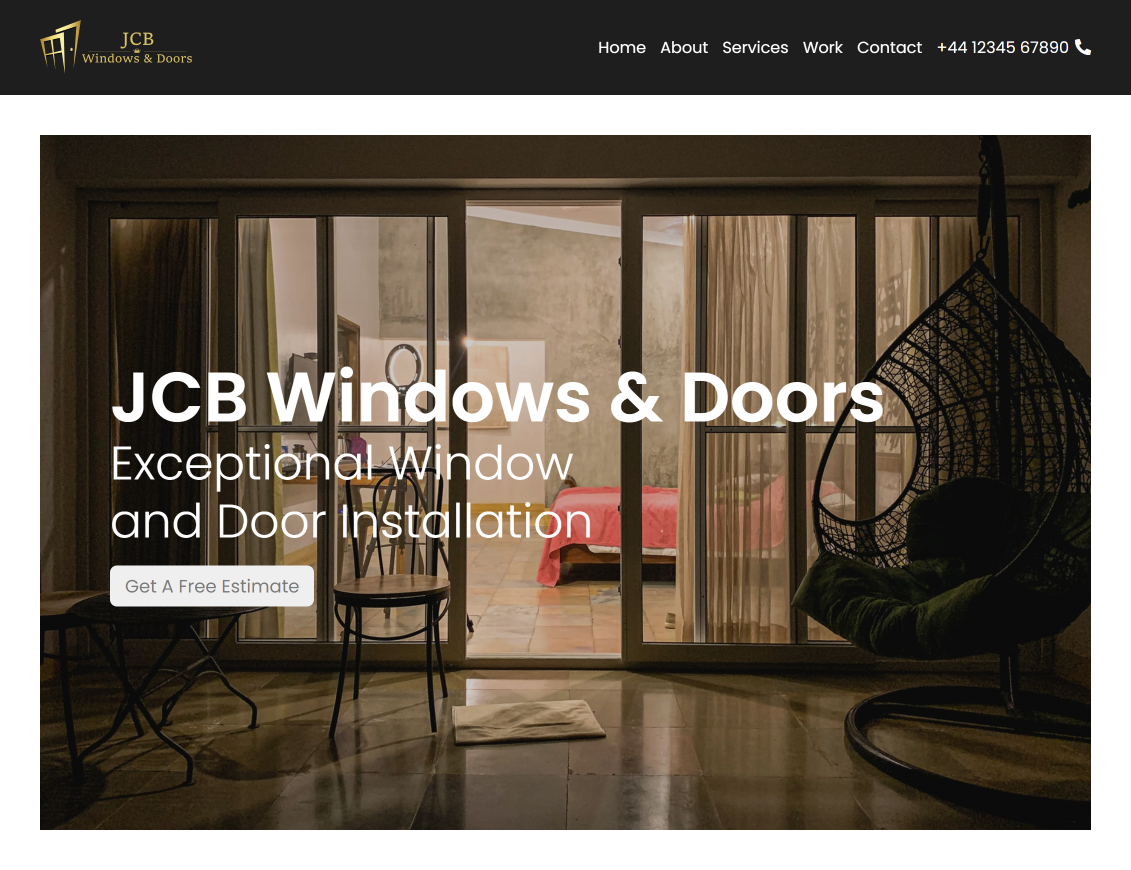 JCB
Windows & Doors
Home About Services Work Contact +44 12345 67890
JCB Windows & Doors
Exceptional Window
and Door Installation
Get A Free Estimate